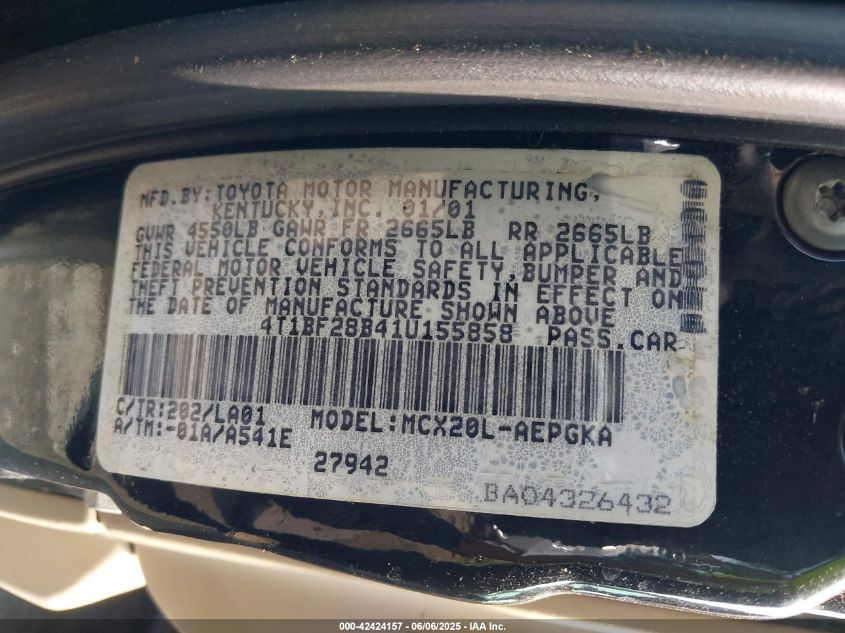 MFD.BY:TOYOTA MOTOR MANUFACTURING,
KENTUCKY,INC. 01/01
GVWR 4550LB GAWR FR 2665LB RR 2665LB
THIS VEHICLE CONFORMS TO ALL APPLICABLE
FEDERAL MOTOR VEHICLE SAFETY,BUMPER AND
THEFT PREVENTION STANDARDS IN EFFECT ON
THE DATE OF MANUFACTURE SHOWN ABOVE
4T1BF28B41U155858 PASS.CAR
C/TR:202/LA01 MODEL:MCX20L-AEPGKA
A/TM:-01A/A541E
27942
BA04326432
000-42424157 - 06/06/2025 - IAA Inc.